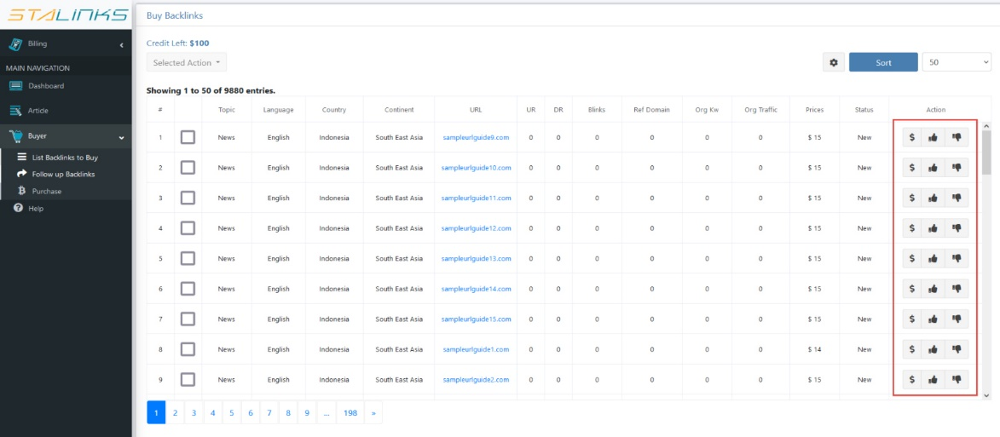 STALINKS
Billing
MAIN NAVIGATION
Dashboard
Article
Buyer
List Backlinks to Buy
Follow up Backlinks
Purchase
Help
Buy Backlinks
Credit Left: $100
Selected Action
Sort
50
Showing 1 to 50 of 9880 entries.
# Topic Language Country Continent URL UR DR Blinks Ref Domain Org Kw Org Traffic Prices Status Action
1 News English Indonesia South East Asia sampleurlguide9.com 0 0 0 0 0 0 $ 15 New $
2 News English Indonesia South East Asia sampleurlguide10.com 0 0 0 0 0 0 $ 15 New $
3 News English Indonesia South East Asia sampleurlguide11.com 0 0 0 0 0 0 $ 15 New $
4 News English Indonesia South East Asia sampleurlguide12.com 0 0 0 0 0 0 $ 15 New $
5 News English Indonesia South East Asia sampleurlguide13.com 0 0 0 0 0 0 $ 15 New $
6 News English Indonesia South East Asia sampleurlguide14.com 0 0 0 0 0 0 $ 15 New $
7 News English Indonesia South East Asia sampleurlguide15.com 0 0 0 0 0 0 $ 15 New $
8 News English Indonesia South East Asia sampleurlguide1.com 0 0 0 0 0 0 $ 14 New $
9 News English Indonesia South East Asia sampleurlguide2.com 0 0 0 0 0 0 $ 15 New $
1 2 3 4 5 6 7 8 9 ... 198 »